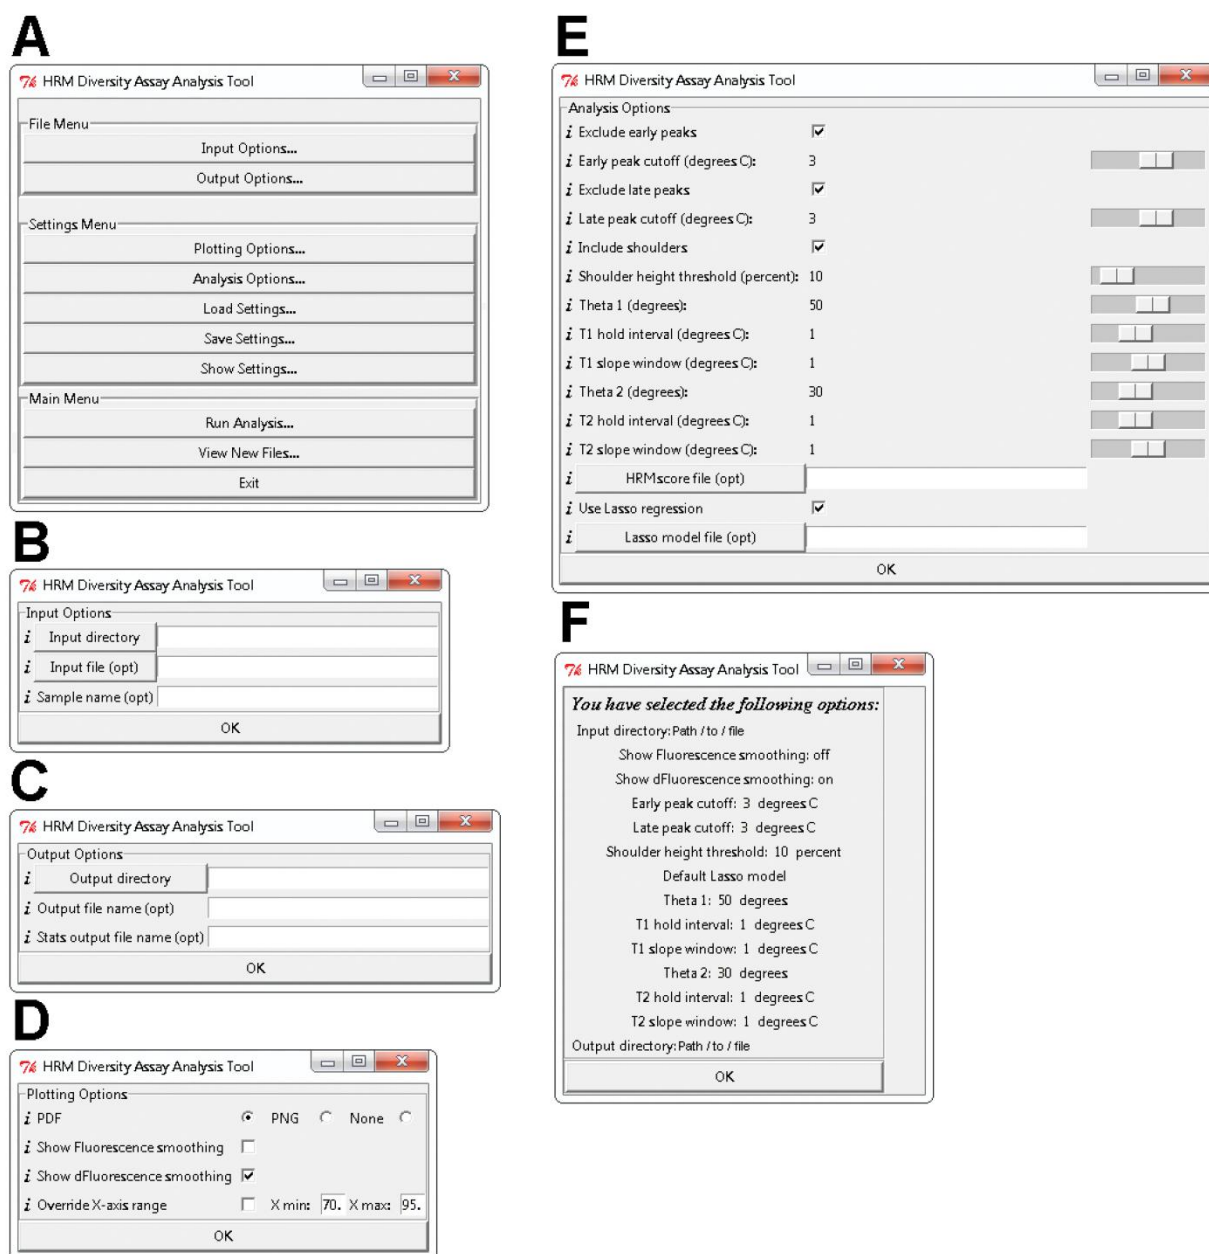 A
7% HRM Diversity Assay Analysis Tool
File Menu
Input Options...
Output Options...
Settings Menu
Plotting Options...
Analysis Options...
Load Settings...
Save Settings...
Show Settings...
Main Menu
Run Analysis...
View New Files...
Exit
B
HRM Diversity Assay Analysis Tool
Input Options
i Input directory
i Input file (opt)
i Sample name (opt)
OK
C
HRM Diversity Assay Analysis Tool
Output Options
i Output directory
i Output file name (opt)
i Stats output file name (opt)
OK
D
HRM Diversity Assay Analysis Tool
Plotting Options
i PDF PNG None
i Show Fluorescence smoothing
i Show dFluorescence smoothing
i Override X-axis range X min: 70. X max: 95.
OK
E
HRM Diversity Assay Analysis Tool
Analysis Options
i Exclude early peaks
i Early peak cutoff (degrees C): 3
i Exclude late peaks
i Late peak cutoff (degrees C): 3
i Include shoulders
i Shoulder height threshold (percent): 10
i Theta 1 (degrees): 50
i T1 hold interval (degrees C): 1
i T1 slope window (degrees C): 1
i Theta 2 (degrees): 30
i T2 hold interval (degrees C): 1
i T2 slope window (degrees C): 1
i HRMscore file (opt)
i Use Lasso regression
i Lasso model file (opt)
OK
F
HRM Diversity Assay Analysis Tool
You have selected the following options:
Input directory: Path / to / file
Show Fluorescence smoothing: off
Show dFluorescence smoothing: on
Early peak cutoff: 3 degrees C
Late peak cutoff: 3 degrees C
Shoulder height threshold: 10 percent
Default Lasso model
Theta 1: 50 degrees
T1 hold interval: 1 degrees C
T1 slope window: 1 degrees C
Theta 2: 30 degrees
T2 hold interval: 1 degrees C
T2 slope window: 1 degrees C
Output directory: Path / to / file
OK